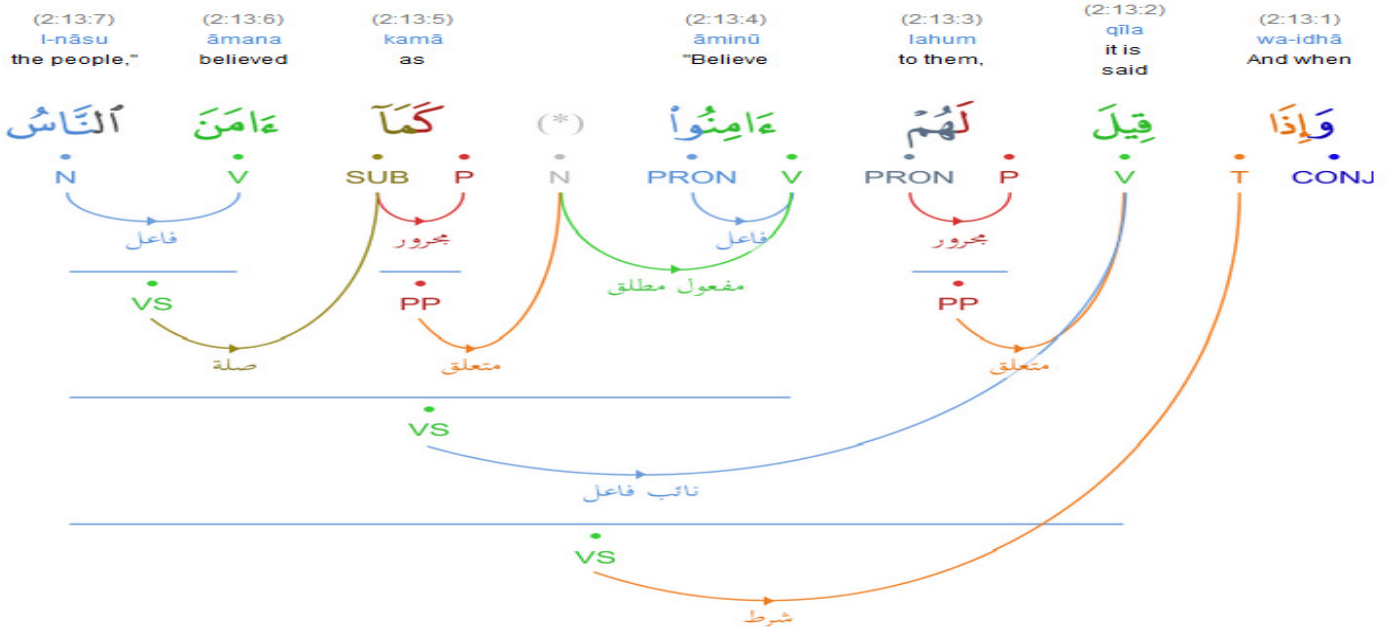 (2:13:1) (2:13:2) (2:13:3) (2:13:4) (2:13:5) (2:13:6) (2:13:7)
wa-idhā qīla lahum āminū kamā āmana l-nāsu
And when it is said to them, "Believe as believed the people,"
وَإِذَا قِيلَ لَهُمْ ءَامِنُوا۟ (*) كَمَآ ءَامَنَ ٱلنَّاسُ
CONJ T V P PRON V PRON N P SUB V N
مجرور فاعل مجرور فاعل
مفعول مطلق
PP PP VS
متعلق متعلق صلة
VS
نائب فاعل
VS
شرط